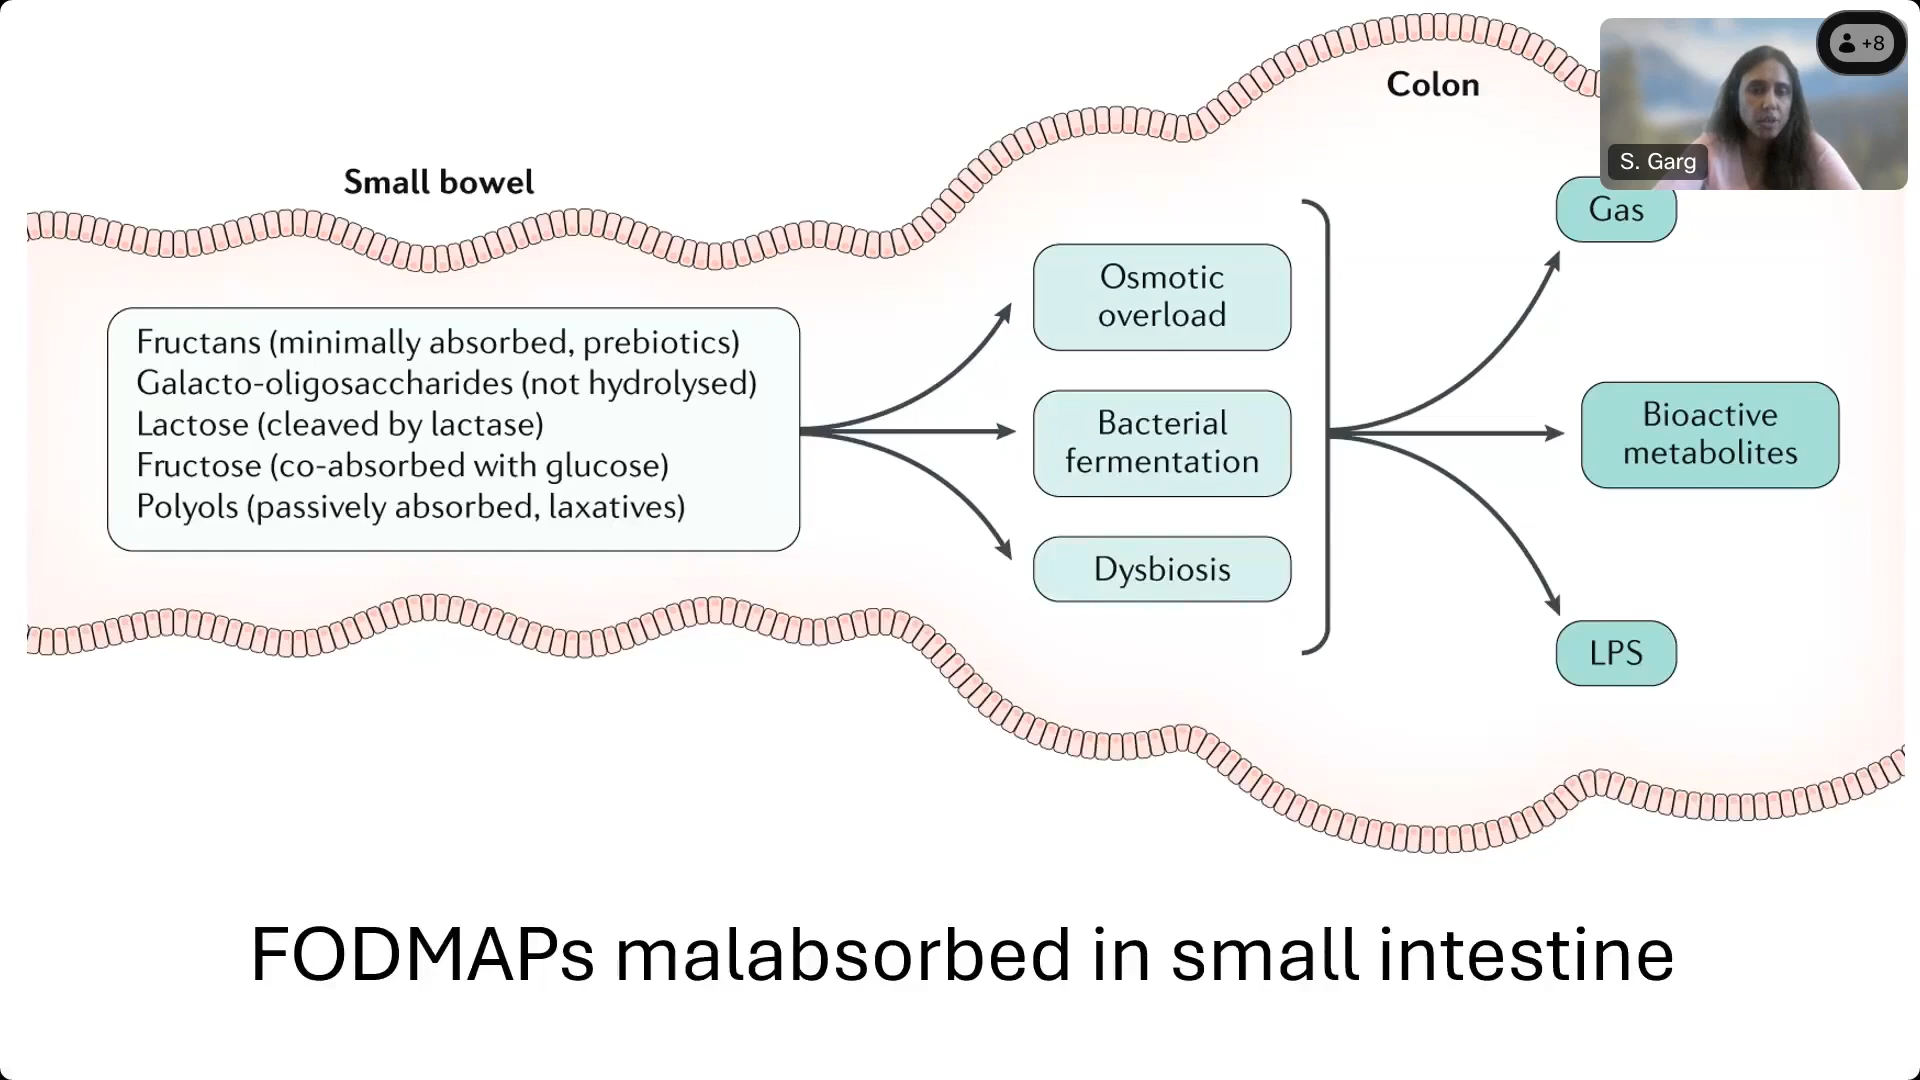 Small bowel
Colon
+8
S. Garg
Fructans (minimally absorbed, prebiotics)
Galacto-oligosaccharides (not hydrolysed)
Lactose (cleaved by lactase)
Fructose (co-absorbed with glucose)
Polyols (passively absorbed, laxatives)
Osmotic
overload
Bacterial
fermentation
Dysbiosis
Gas
Bioactive
metabolites
LPS
FODMAPs malabsorbed in small intestine